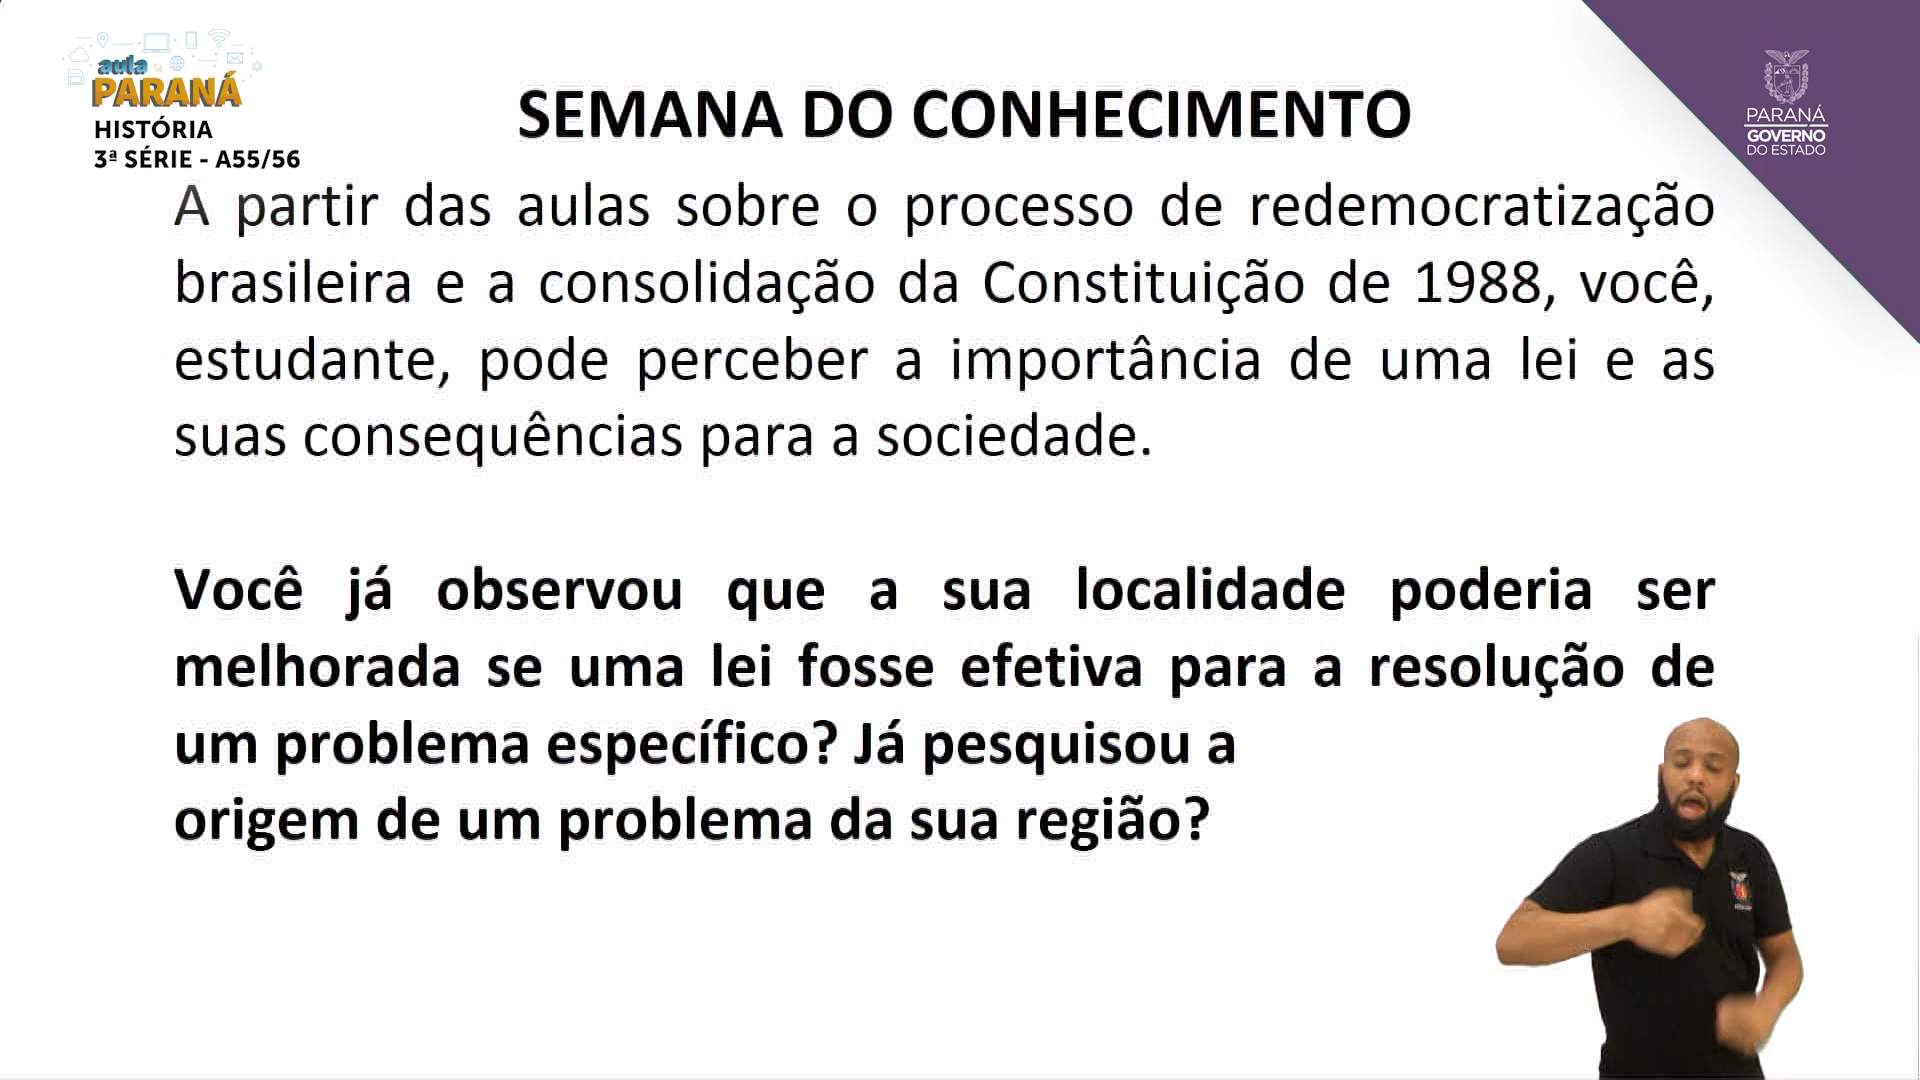 aula
PARANÁ
HISTÓRIA
3ª SÉRIE - A55/56
PARANÁ
GOVERNO
DO ESTADO
SEMANA DO CONHECIMENTO
A partir das aulas sobre o processo de redemocratização
brasileira e a consolidação da Constituição de 1988, você,
estudante, pode perceber a importância de uma lei e as
suas consequências para a sociedade.
Você já observou que a sua localidade poderia ser
melhorada se uma lei fosse efetiva para a resolução de
um problema específico? Já pesquisou a
origem de um problema da sua região?